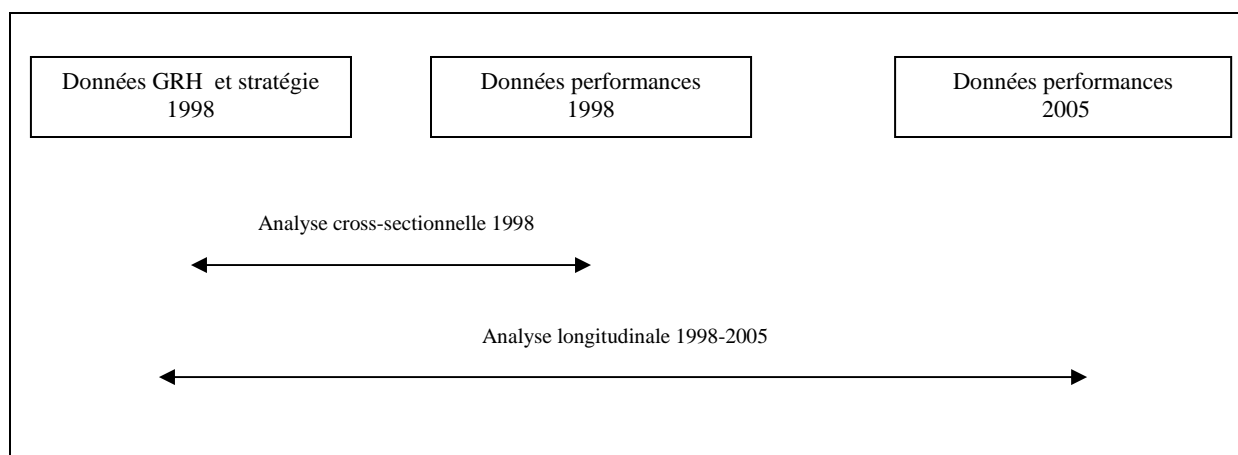 Données GRH et stratégie
1998
Données performances
1998
Données performances
2005
Analyse cross-sectionnelle 1998
Analyse longitudinale 1998-2005